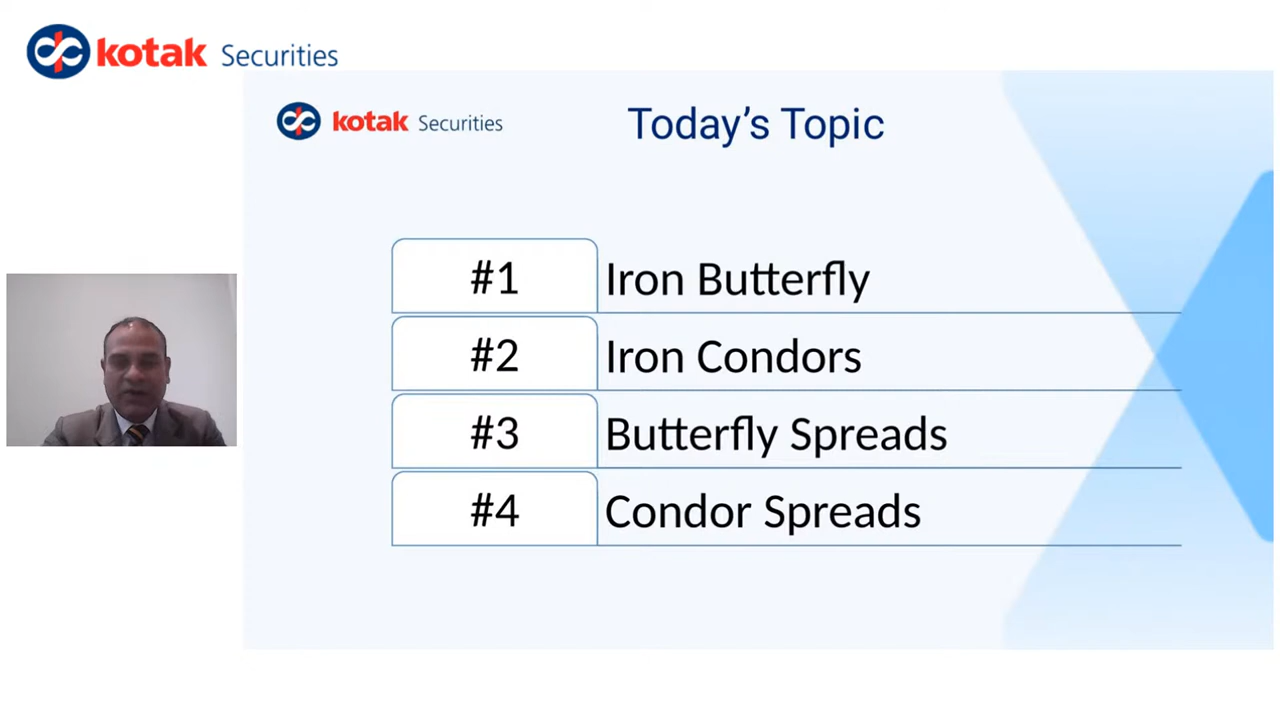 kotak Securities
kotak Securities
Today's Topic
#1 Iron Butterfly
#2 Iron Condors
#3 Butterfly Spreads
#4 Condor Spreads